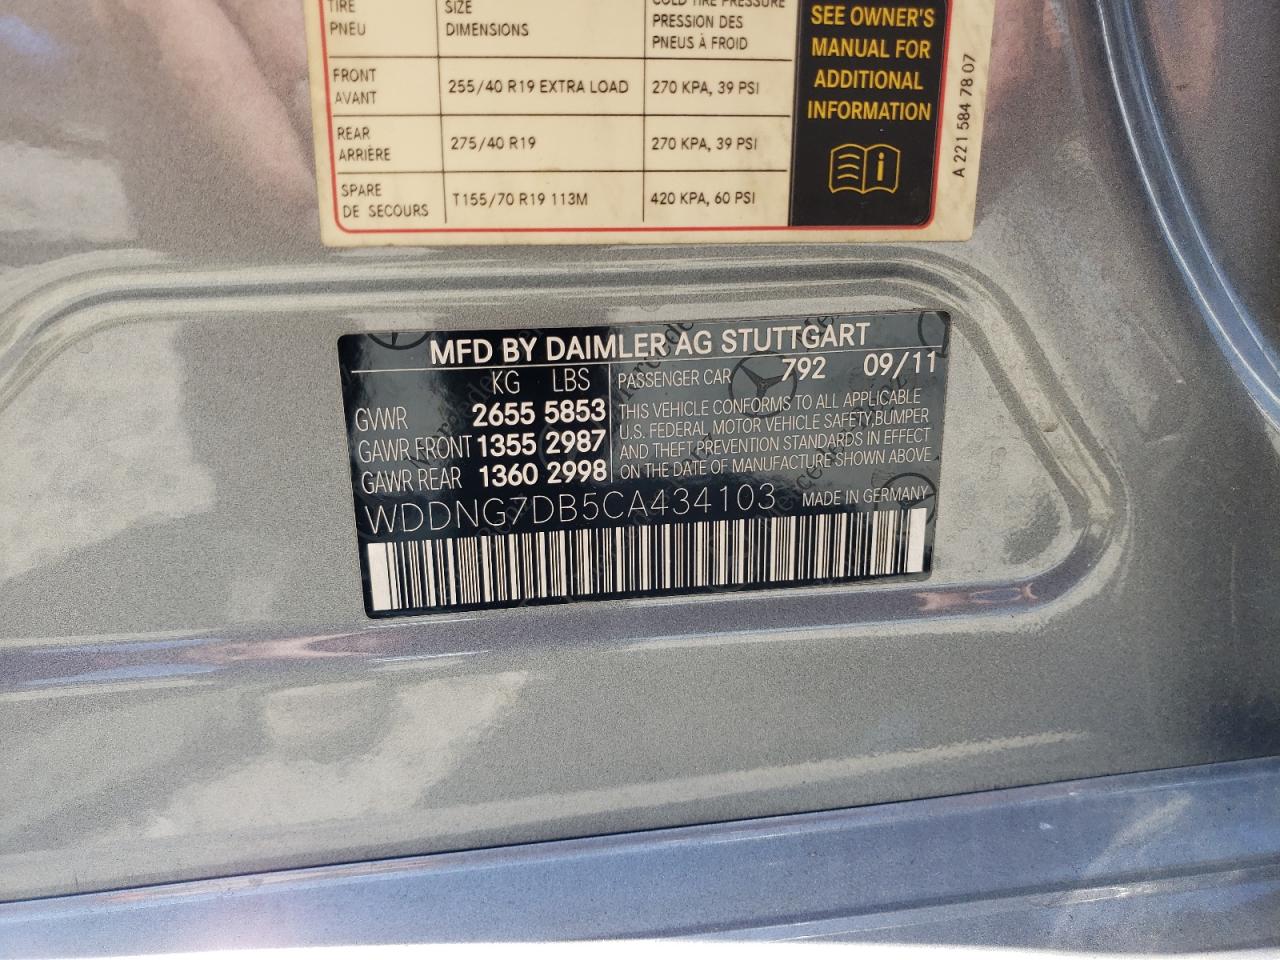 TIRE SIZE COLD TIRE PRESSURE
PNEU DIMENSIONS PRESSION DES
PNEUS À FROID
FRONT
AVANT 255/40 R19 EXTRA LOAD 270 KPA, 39 PSI
REAR
ARRIÈRE 275/40 R19 270 KPA, 39 PSI
SPARE
DE SECOURS T155/70 R19 113M 420 KPA, 60 PSI
SEE OWNER'S
MANUAL FOR
ADDITIONAL
INFORMATION
A 221 584 78 07
MFD BY DAIMLER AG STUTTGART
KG LBS
GVWR 2655 5853
GAWR FRONT 1355 2987
GAWR REAR 1360 2998
PASSENGER CAR 792 09/11
THIS VEHICLE CONFORMS TO ALL APPLICABLE
U.S. FEDERAL MOTOR VEHICLE SAFETY,BUMPER
AND THEFT PREVENTION STANDARDS IN EFFECT
ON THE DATE OF MANUFACTURE SHOWN ABOVE.
WDDNG7DB5CA434103 MADE IN GERMANY